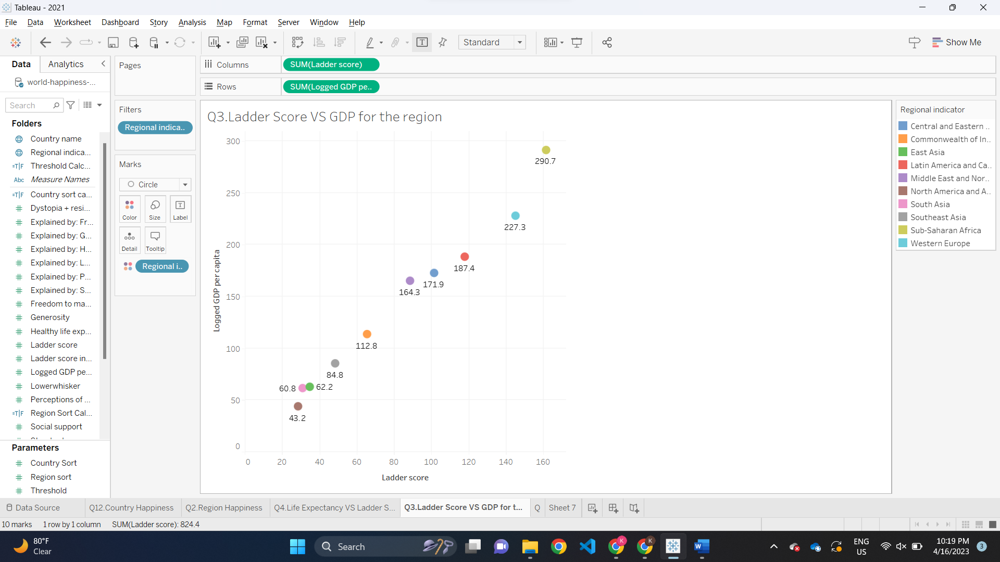 Tableau - 2021
File Data Worksheet Dashboard Story Analysis Map Format Server Window Help
Standard
Show Me
Data Analytics
world-happiness-...
Search
Folders
Country name
Regional indica...
=T|F Threshold Calc...
Abc Measure Names
=T|F Country sort ca...
Dystopia + resi...
Explained by: Fr...
Explained by: G...
Explained by: H...
Explained by: L...
Explained by: P...
Explained by: S...
Freedom to ma...
Generosity
Healthy life exp...
Ladder score
Ladder score in...
Logged GDP pe...
Lowerwhisker
Perceptions of ...
=T|F Region Sort Cal...
Social support
Parameters
Country Sort
Region sort
Threshold
Pages
Filters
Regional indica..
Marks
Circle
Color Size Label
Detail Tooltip
Regional i..
Columns SUM(Ladder score)
Rows SUM(Logged GDP pe..
Q3.Ladder Score VS GDP for the region
300
250
200
150
100
50
0
Logged GDP per capita
290.7
227.3
187.4
171.9
164.3
112.8
84.8
60.8 62.2
43.2
0 20 40 60 80 100 120 140 160
Ladder score
Regional indicator
Central and Eastern ..
Commonwealth of In..
East Asia
Latin America and Ca..
Middle East and Nor..
North America and A..
South Asia
Southeast Asia
Sub-Saharan Africa
Western Europe
Data Source Q12.Country Happiness Q2.Region Happiness Q4.Life Expectancy VS Ladder S... Q3.Ladder Score VS GDP for t... Q Sheet 7
10 marks 1 row by 1 column SUM(Ladder score): 824.4
80°F
Clear
Search
K
K
W
ENG
US
10:19 PM
4/16/2023
3